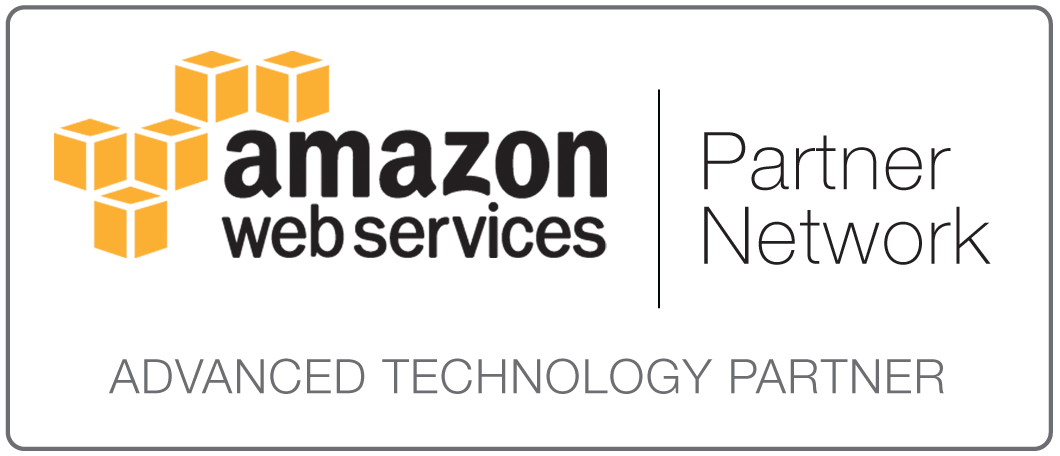 amazon
web services
Partner
Network
ADVANCED TECHNOLOGY PARTNER